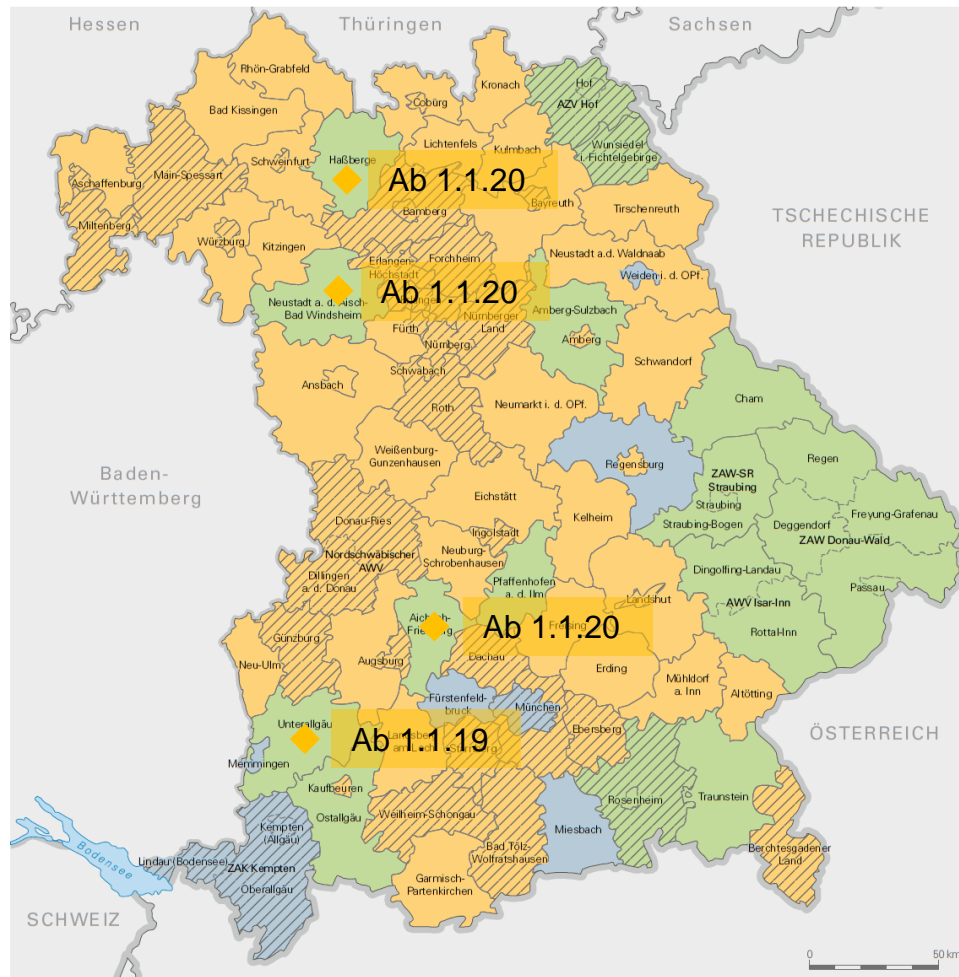 Hessen
Thüringen
Sachsen
Rhön-Grabfeld
Coburg
Kronach
Hof
AZV Hof
Bad Kissingen
Lichtenfels
Kulmbach
Wunsiedel
i. Fichtelgebirge
Schweinfurt
Haßberge
Aschaffenburg
Main-Spessart
Ab 1.1.20
Bamberg
Bayreuth
Tirschenreuth
Miltenberg
TSCHECHISCHE
REPUBLIK
Würzburg
Kitzingen
Erlangen-
Höchstadt
Forchheim
Neustadt a.d. Waldnaab
Weiden i. d. OPf.
Neustadt a. d. Aisch-
Bad Windsheim
Ab 1.1.20
Nürnberger
Land
Amberg-Sulzbach
Fürth
Nürnberg
Amberg
Schwandorf
Schwabach
Ansbach
Roth
Neumarkt i. d. OPf.
Cham
Weißenburg-
Gunzenhausen
Regensburg
Regen
Baden-
Württemberg
ZAW-SR
Straubing
Eichstätt
Straubing
Freyung-Grafenau
Donau-Ries
Kelheim
Straubing-Bogen
Deggendorf
ZAW Donau-Wald
Ingolstadt
Nordschwäbischer
AWV
Neuburg-
Schrobenhausen
Dillingen
a. d. Donau
Pfaffenhofen
a. d. Ilm
Dingolfing-Landau
Passau
Landshut
AWV Isar-Inn
Günzburg
Ab 1.1.20
Freising
Rottal-Inn
Augsburg
Dachau
Neu-Ulm
Erding
Mühldorf
a. Inn
Altötting
Fürstenfeld-
bruck
München
Unterallgäu
Ab 1.1.19
Ebersberg
ÖSTERREICH
Memmingen
Kaufbeuren
Rosenheim
Traunstein
Ostallgäu
Weilheim-Schongau
Kempten
(Allgäu)
Miesbach
Bad Tölz-
Wolfratshausen
Berchtesgadener
Land
Bodensee
Lindau (Bodensee)
ZAK Kempten
Oberallgäu
Garmisch-
Partenkirchen
SCHWEIZ
0
50 km